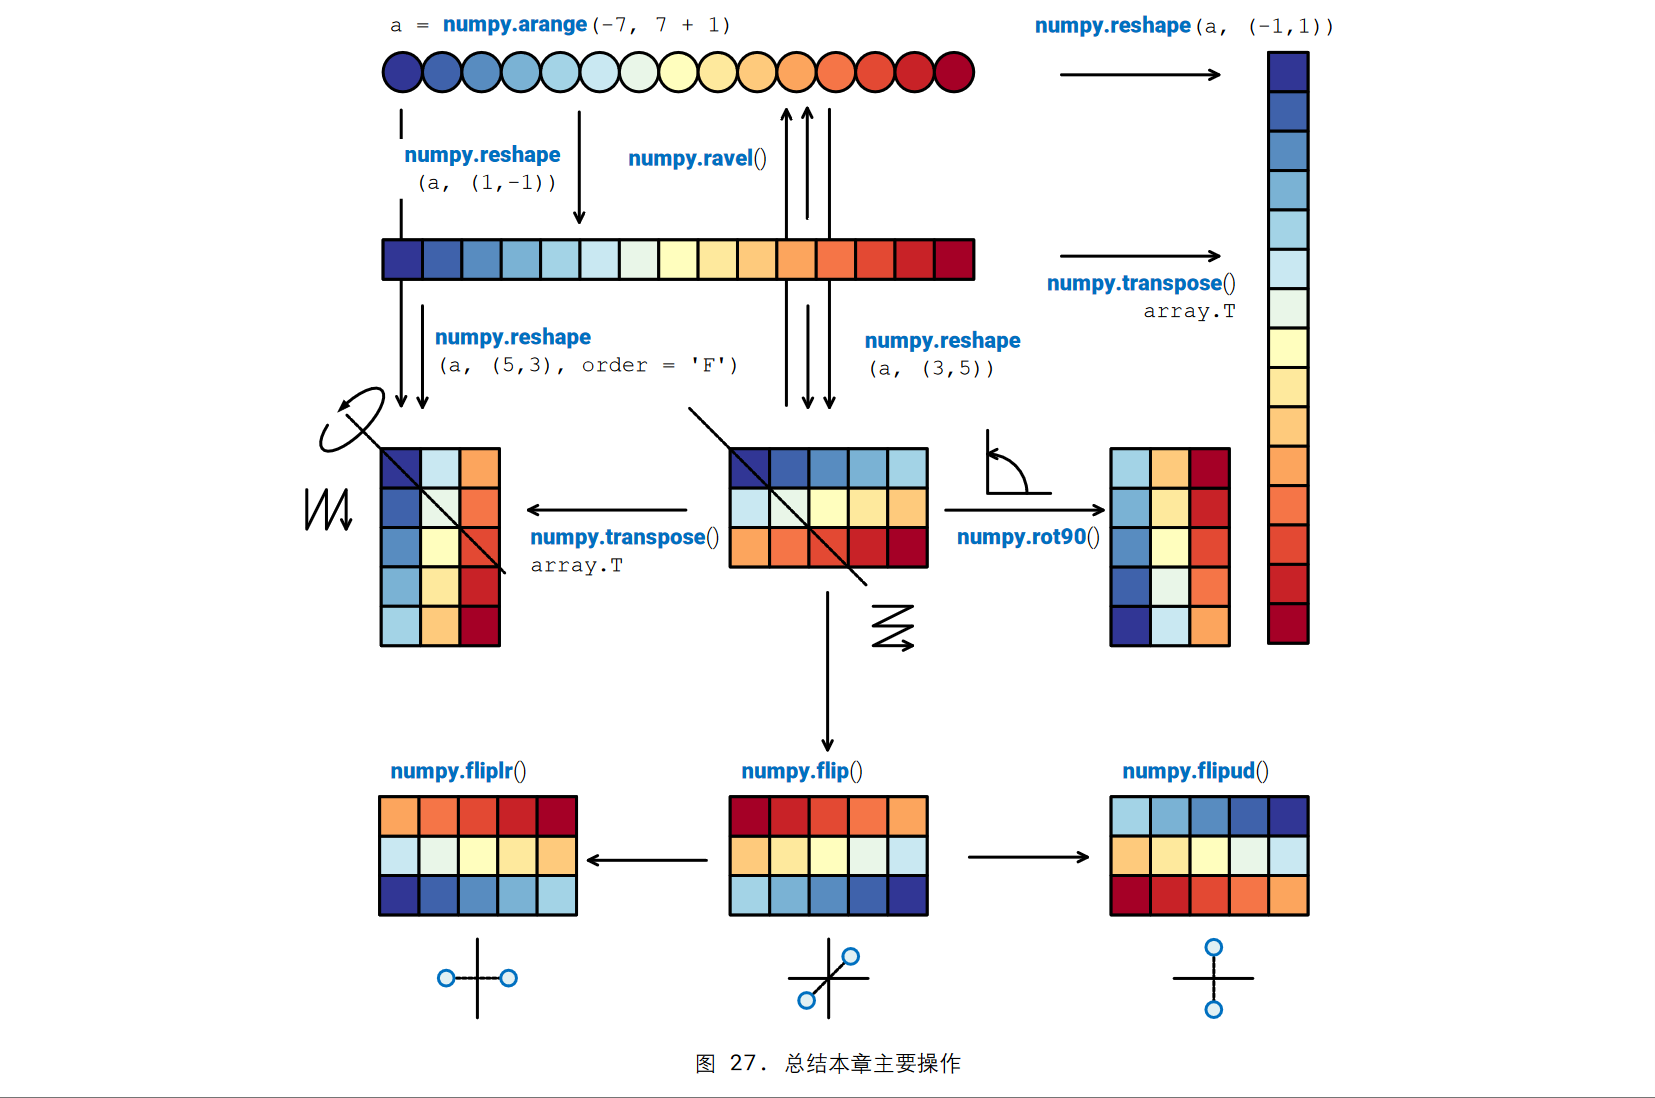 a = numpy.arange(-7, 7 + 1)
numpy.reshape(a, (-1,1))
numpy.reshape
(a, (1,-1))
numpy.ravel()
numpy.transpose()
array.T
numpy.reshape
(a, (5,3), order = 'F')
numpy.reshape
(a, (3,5))
numpy.transpose()
array.T
numpy.rot90()
numpy.fliplr()
numpy.flip()
numpy.flipud()
图 27. 总结本章主要操作